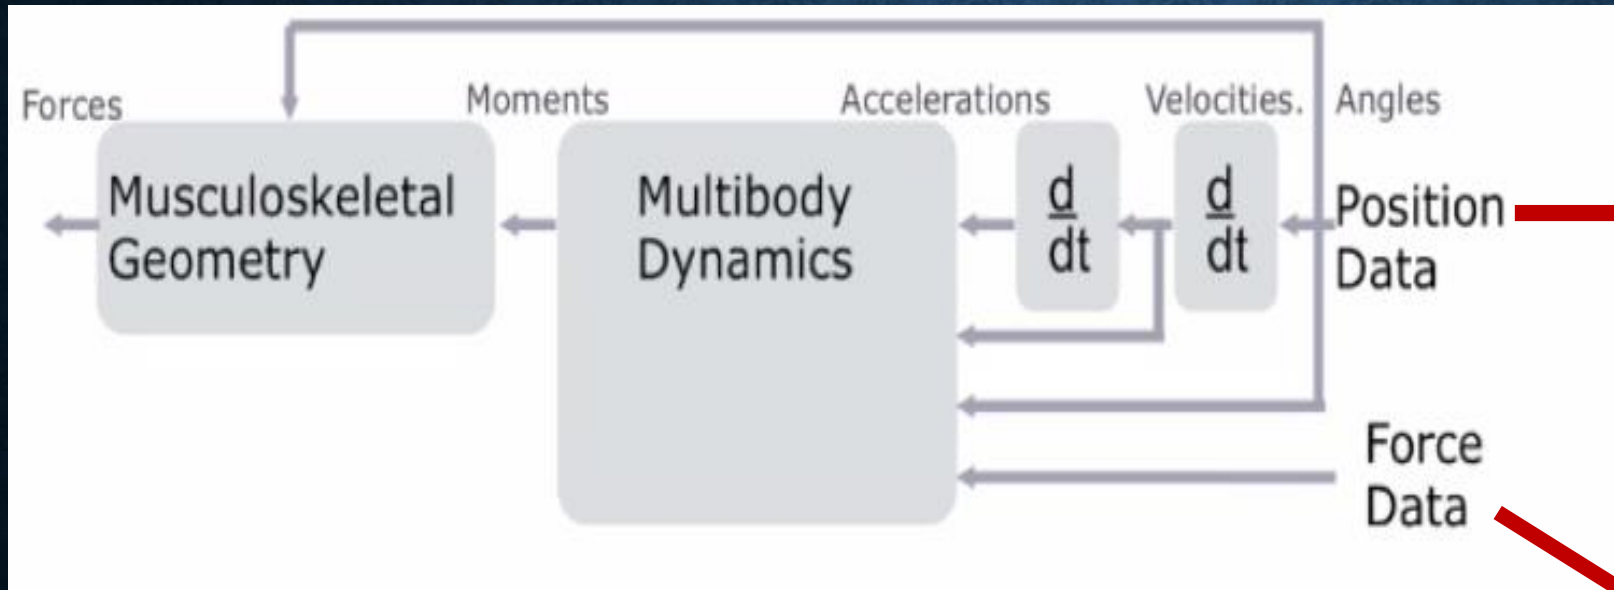 Forces
Moments
Accelerations
Velocities.
Angles
Musculoskeletal
Geometry
Multibody
Dynamics
d
dt
d
dt
Position
Data
Force
Data